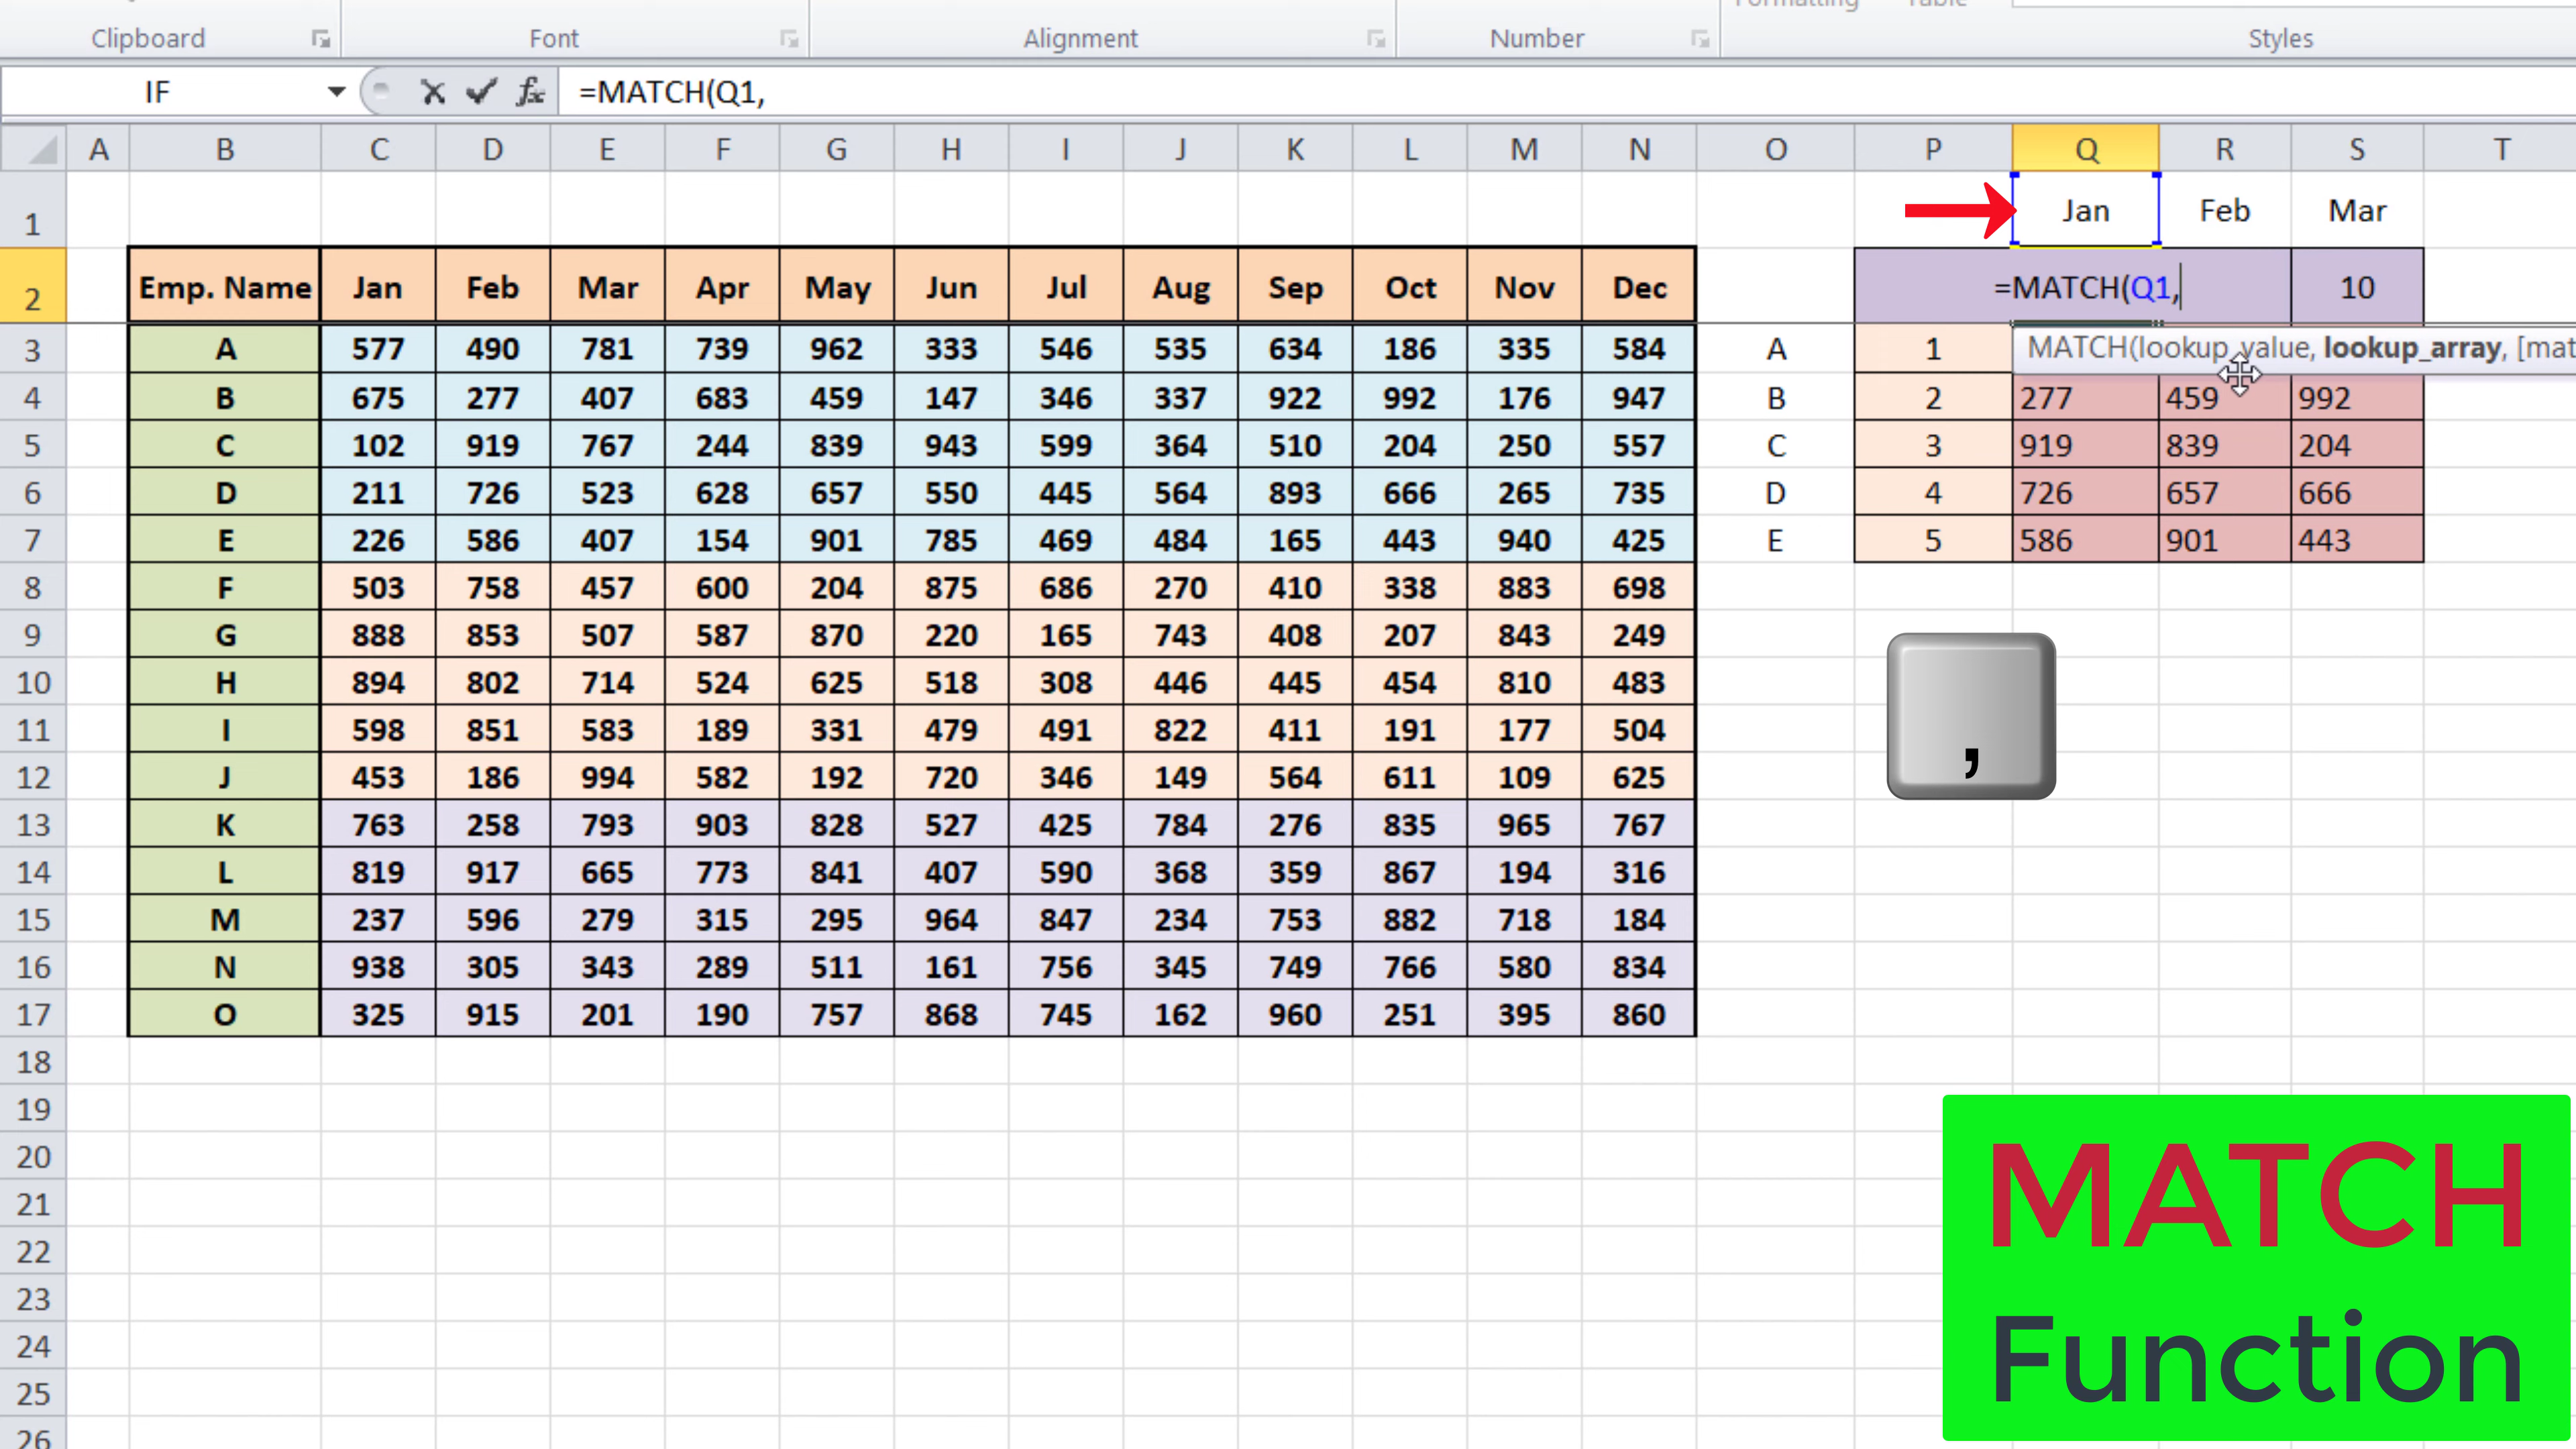 Clipboard Font Alignment Number Styles
IF =MATCH(Q1,
A B C D E F G H I J K L M N O P Q R S T
1 Jan Feb Mar
2 Emp. Name Jan Feb Mar Apr May Jun Jul Aug Sep Oct Nov Dec =MATCH(Q1, 10
3 A 577 490 781 739 962 333 546 535 634 186 335 584 A 1 MATCH(lookup_value, lookup_array, [mat
4 B 675 277 407 683 459 147 346 337 922 992 176 947 B 2 277 459 992
5 C 102 919 767 244 839 943 599 364 510 204 250 557 C 3 919 839 204
6 D 211 726 523 628 657 550 445 564 893 666 265 735 D 4 726 657 666
7 E 226 586 407 154 901 785 469 484 165 443 940 425 E 5 586 901 443
8 F 503 758 457 600 204 875 686 270 410 338 883 698
9 G 888 853 507 587 870 220 165 743 408 207 843 249
10 H 894 802 714 524 625 518 308 446 445 454 810 483
11 I 598 851 583 189 331 479 491 822 411 191 177 504
12 J 453 186 994 582 192 720 346 149 564 611 109 625 ,
13 K 763 258 793 903 828 527 425 784 276 835 965 767
14 L 819 917 665 773 841 407 590 368 359 867 194 316
15 M 237 596 279 315 295 964 847 234 753 882 718 184
16 N 938 305 343 289 511 161 756 345 749 766 580 834
17 O 325 915 201 190 757 868 745 162 960 251 395 860
18
19
20
21
22
23
24
25
26
MATCH
Function